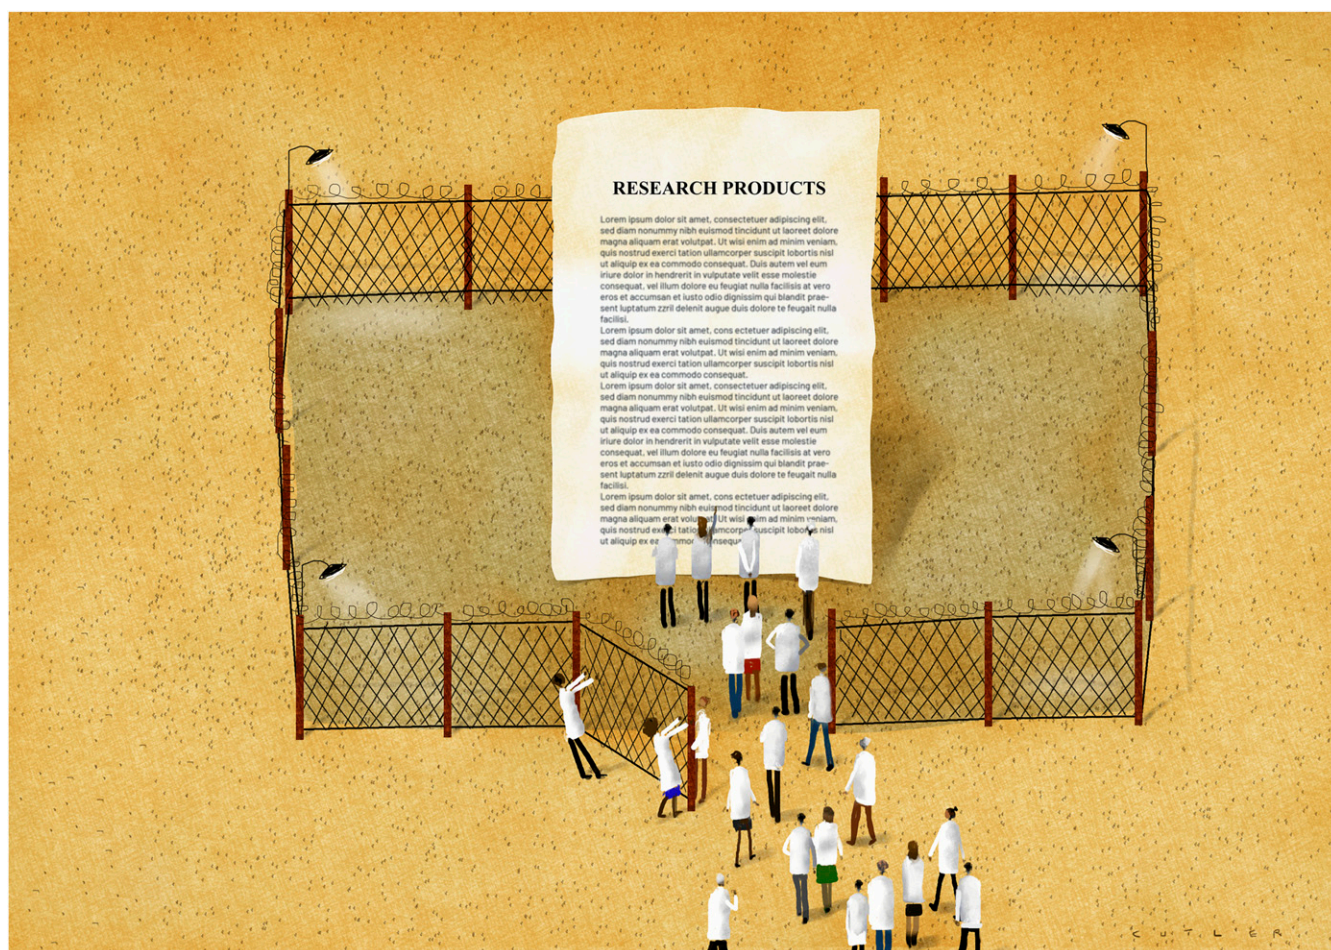 RESEARCH PRODUCTS
Lorem ipsum dolor sit amet, consectetuer adipiscing elit,
sed diam nonummy nibh euismod tincidunt ut laoreet dolore
magna aliquam erat volutpat. Ut wisi enim ad minim veniam,
quis nostrud exerci tation ullamcorper suscipit lobortis nisl
ut aliquip ex ea commodo consequat. Duis autem vel eum
iriure dolor in hendrerit in vulputate velit esse molestie
consequat, vel illum dolore eu feugiat nulla facilisis at vero
eros et accumsan et iusto odio dignissim qui blandit prae-
sent luptatum zzril delenit augue duis dolore te feugait nulla
facilisi.
Lorem ipsum dolor sit amet, cons ectetuer adipiscing elit,
sed diam nonummy nibh euismod tincidunt ut laoreet dolore
magna aliquam erat volutpat. Ut wisi enim ad minim veniam,
quis nostrud exerci tation ullamcorper suscipit lobortis nisl
ut aliquip ex ea commodo consequat.
Lorem ipsum dolor sit amet, consectetuer adipiscing elit,
sed diam nonummy nibh euismod tincidunt ut laoreet dolore
magna aliquam erat volutpat. Ut wisi enim ad minim veniam,
quis nostrud exerci tation ullamcorper suscipit lobortis nisl
ut aliquip ex ea commodo consequat. Duis autem vel eum
iriure dolor in hendrerit in vulputate velit esse molestie
consequat, vel illum dolore eu feugiat nulla facilisis at vero
eros et accumsan et iusto odio dignissim qui blandit prae-
sent luptatum zzril delenit augue duis dolore te feugait nulla
facilisi.
Lorem ipsum dolor sit amet, cons ectetuer adipiscing elit,
sed diam nonummy nibh euismod tincidunt ut laoreet dolore
magna aliquam erat Ut ad minim
quis nostrud suscipit nisl
ut aliquip ex ea
CUTLER